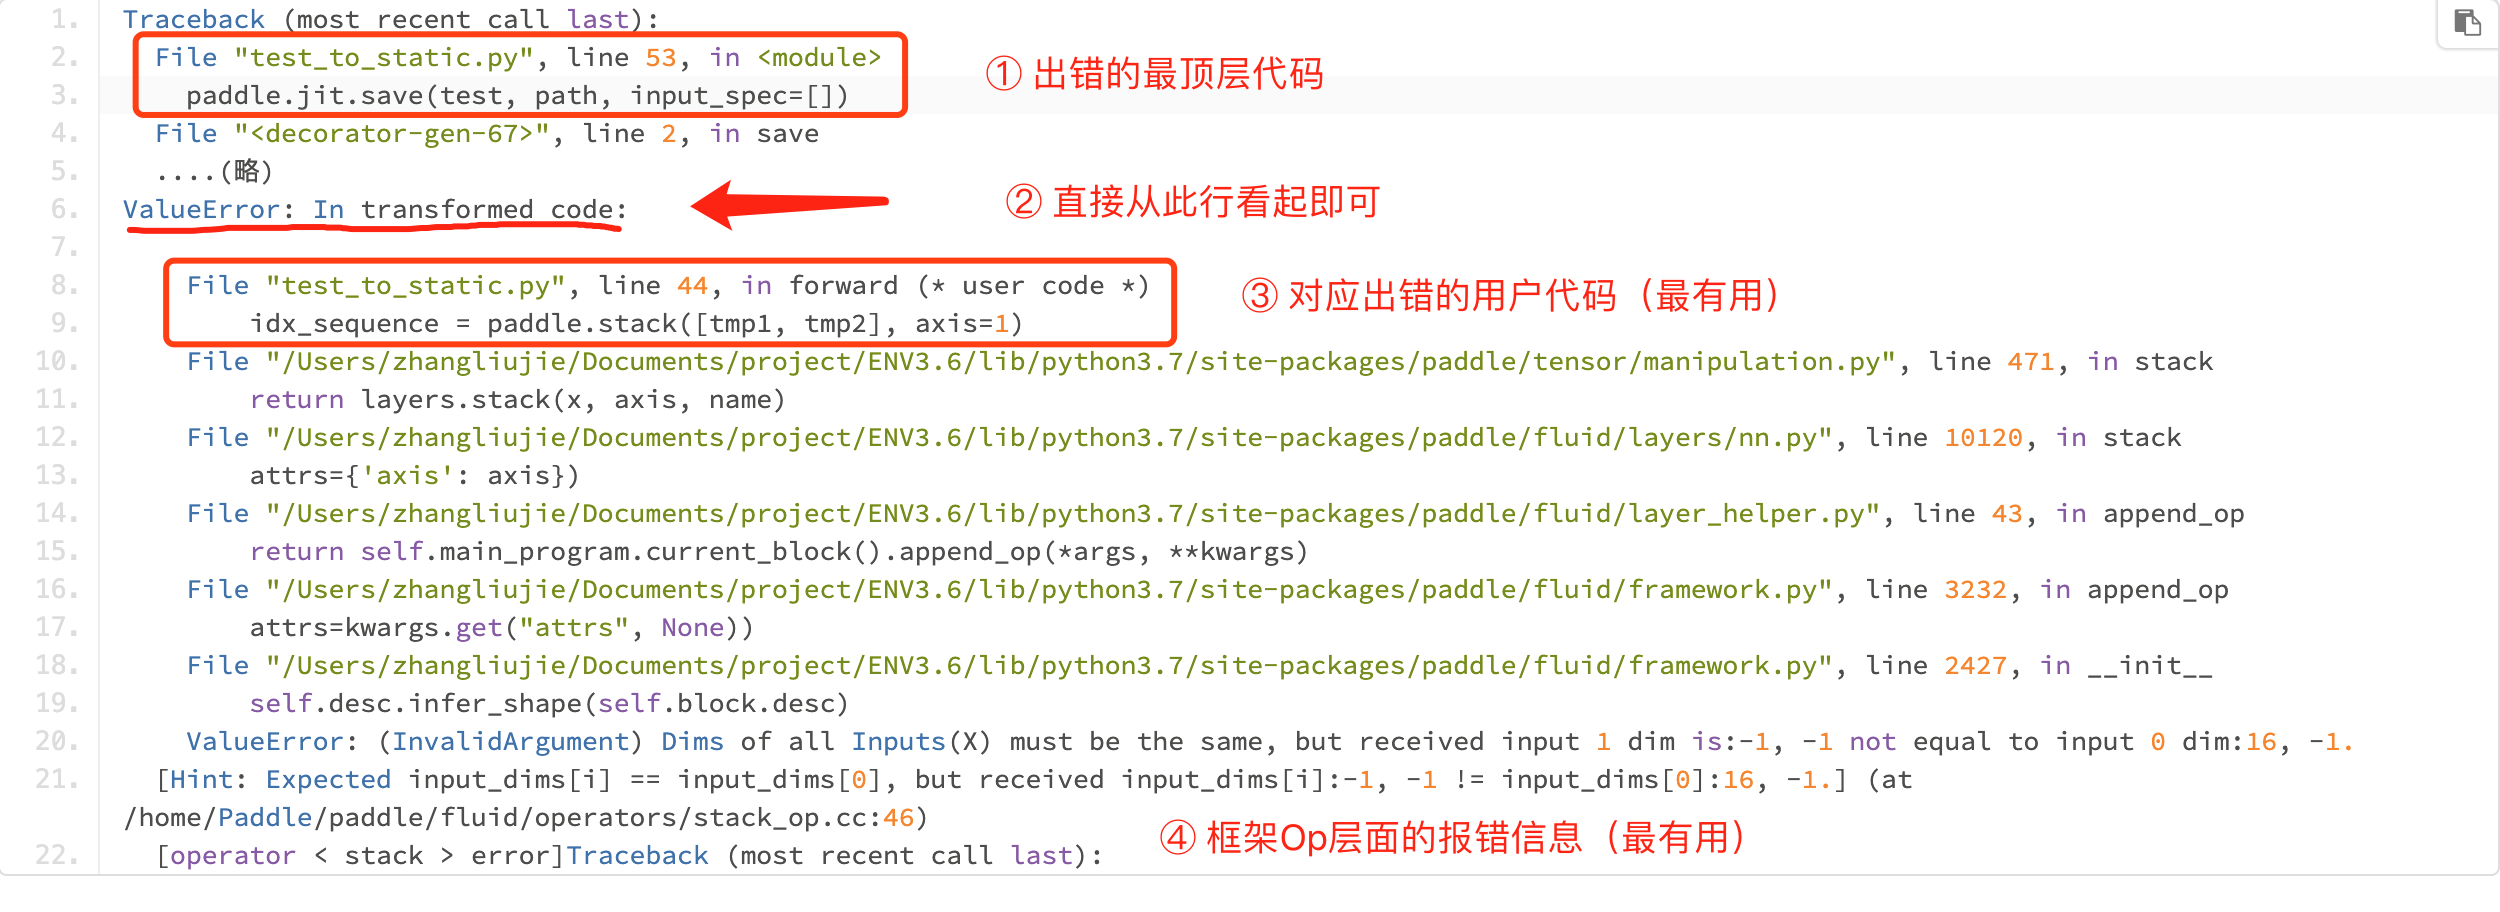 1. Traceback (most recent call last):
2. File "test_to_static.py", line 53, in <module>
① 出错的最顶层代码
3. paddle.jit.save(test, path, input_spec=[])
4. File "<decorator-gen-67>", line 2, in save
5. ....(略)
6. ValueError: In transformed code:
② 直接从此行看起即可
7.
8. File "test_to_static.py", line 44, in forward (* user code *)
③ 对应出错的用户代码（最有用）
9. idx_sequence = paddle.stack([tmp1, tmp2], axis=1)
10. File "/Users/zhangliujie/Documents/project/ENV3.6/lib/python3.7/site-packages/paddle/tensor/manipulation.py", line 471, in stack
11. return layers.stack(x, axis, name)
12. File "/Users/zhangliujie/Documents/project/ENV3.6/lib/python3.7/site-packages/paddle/fluid/layers/nn.py", line 10120, in stack
13. attrs={'axis': axis})
14. File "/Users/zhangliujie/Documents/project/ENV3.6/lib/python3.7/site-packages/paddle/fluid/layer_helper.py", line 43, in append_op
15. return self.main_program.current_block().append_op(*args, **kwargs)
16. File "/Users/zhangliujie/Documents/project/ENV3.6/lib/python3.7/site-packages/paddle/fluid/framework.py", line 3232, in append_op
17. attrs=kwargs.get("attrs", None))
18. File "/Users/zhangliujie/Documents/project/ENV3.6/lib/python3.7/site-packages/paddle/fluid/framework.py", line 2427, in __init__
19. self.desc.infer_shape(self.block.desc)
20. ValueError: (InvalidArgument) Dims of all Inputs(X) must be the same, but received input 1 dim is:-1, -1 not equal to input 0 dim:16, -1.
21. [Hint: Expected input_dims[i] == input_dims[0], but received input_dims[i]:-1, -1 != input_dims[0]:16, -1.] (at
/home/Paddle/paddle/fluid/operators/stack_op.cc:46)
④ 框架Op层面的报错信息（最有用）
22. [operator < stack > error]Traceback (most recent call last):